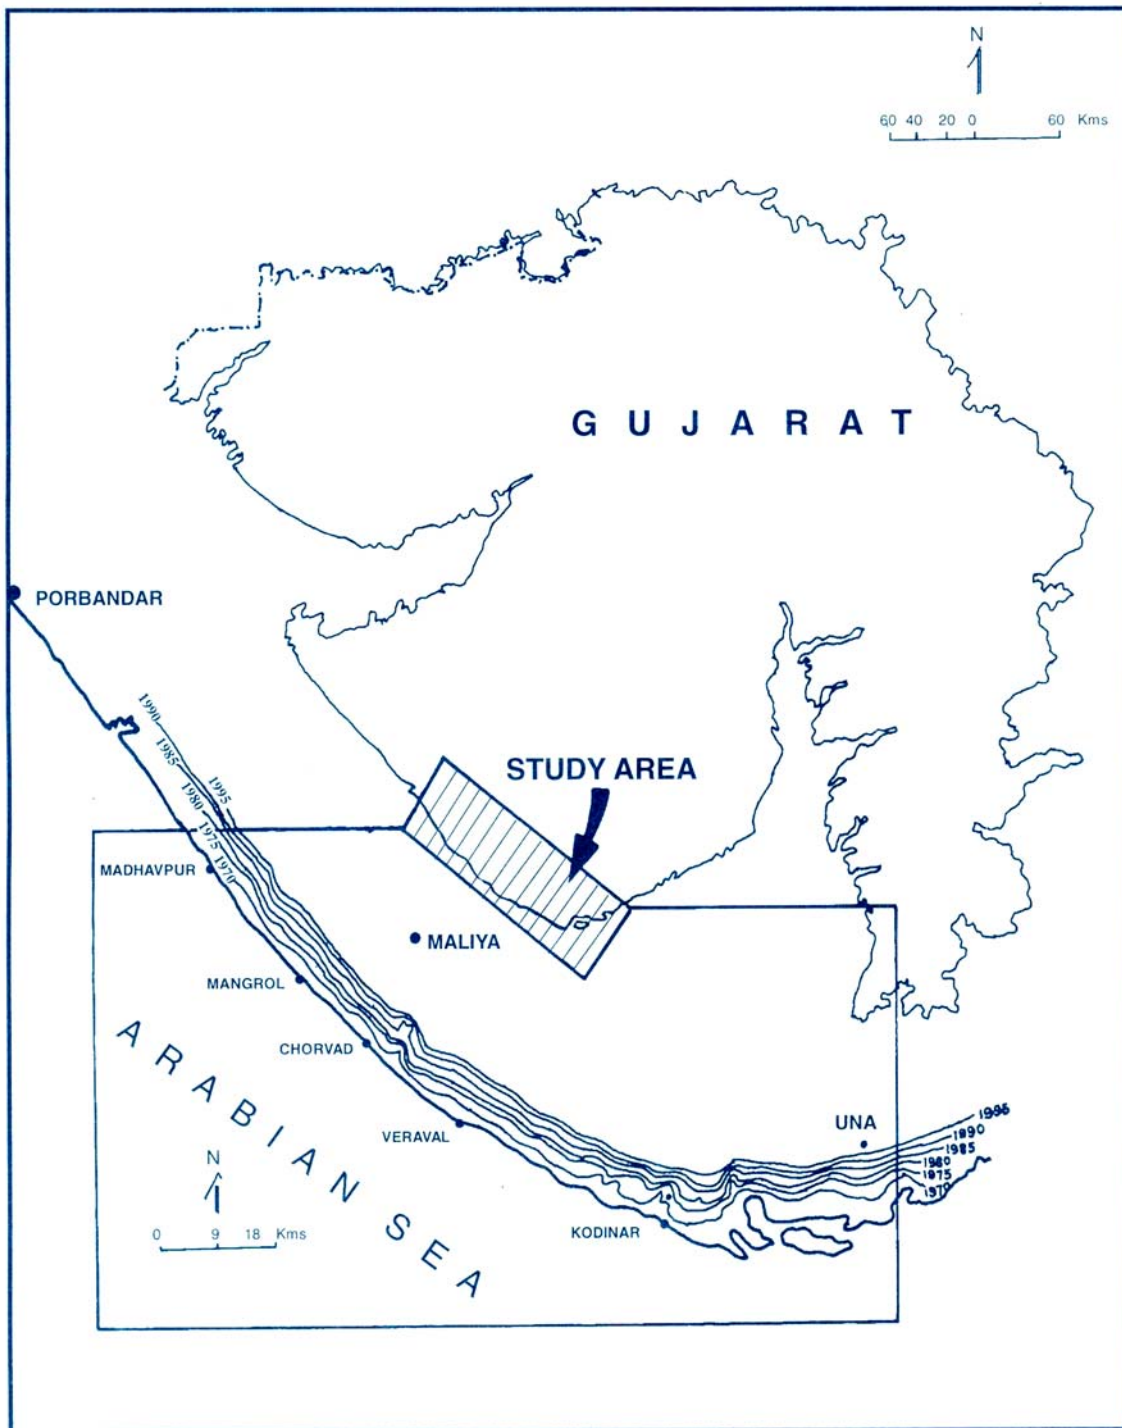 N
60 40 20 0 60 Kms
GUJARAT
PORBANDAR
STUDY AREA
1990
1985
1980
1995
1975
1970
MADHAVPUR
MALIYA
MANGROL
CHORVAD
VERAVAL
ARABIAN SEA
N
0 9 18 Kms
KODINAR
UNA
1995
1990
1985
1980
1975
1970